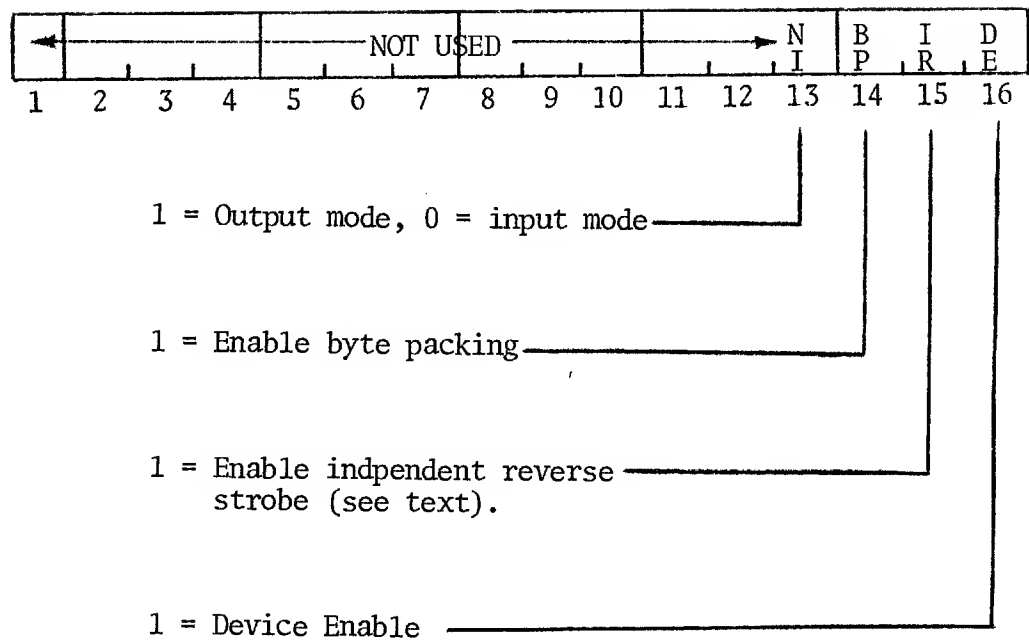 NOT USED N B I D
I P R E
1 2 3 4 5 6 7 8 9 10 11 12 13 14 15 16
1 = Output mode, 0 = input mode
1 = Enable byte packing
1 = Enable indpendent reverse
strobe (see text).
1 = Device Enable